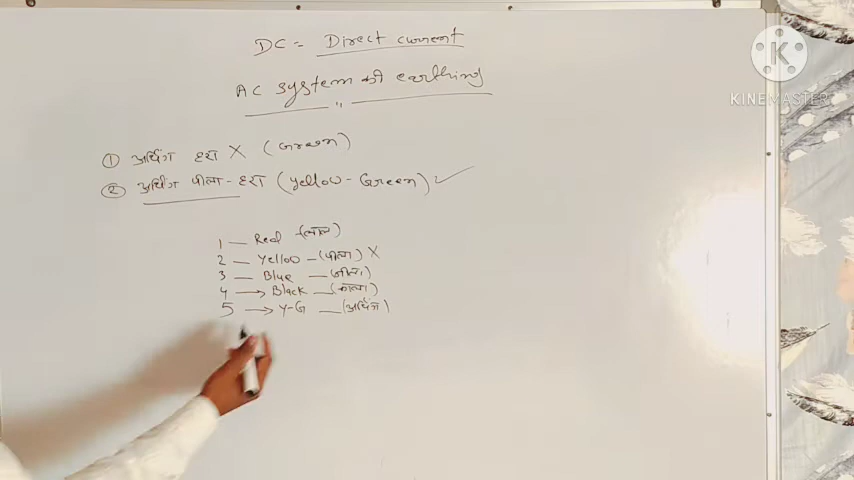 DC = Direct current
AC system की earthing
① अर्थिंग हरा X (Green)
② अर्थिंग पीला - हरा (Yellow - Green) ✓
1 — Red - (लाल)
2 — Yelloo - (पीला) X
3 — Blue — (नीला)
4 —> Black — (काला)
5 —> Y-G — (अर्थिंग)
KINEMASTER